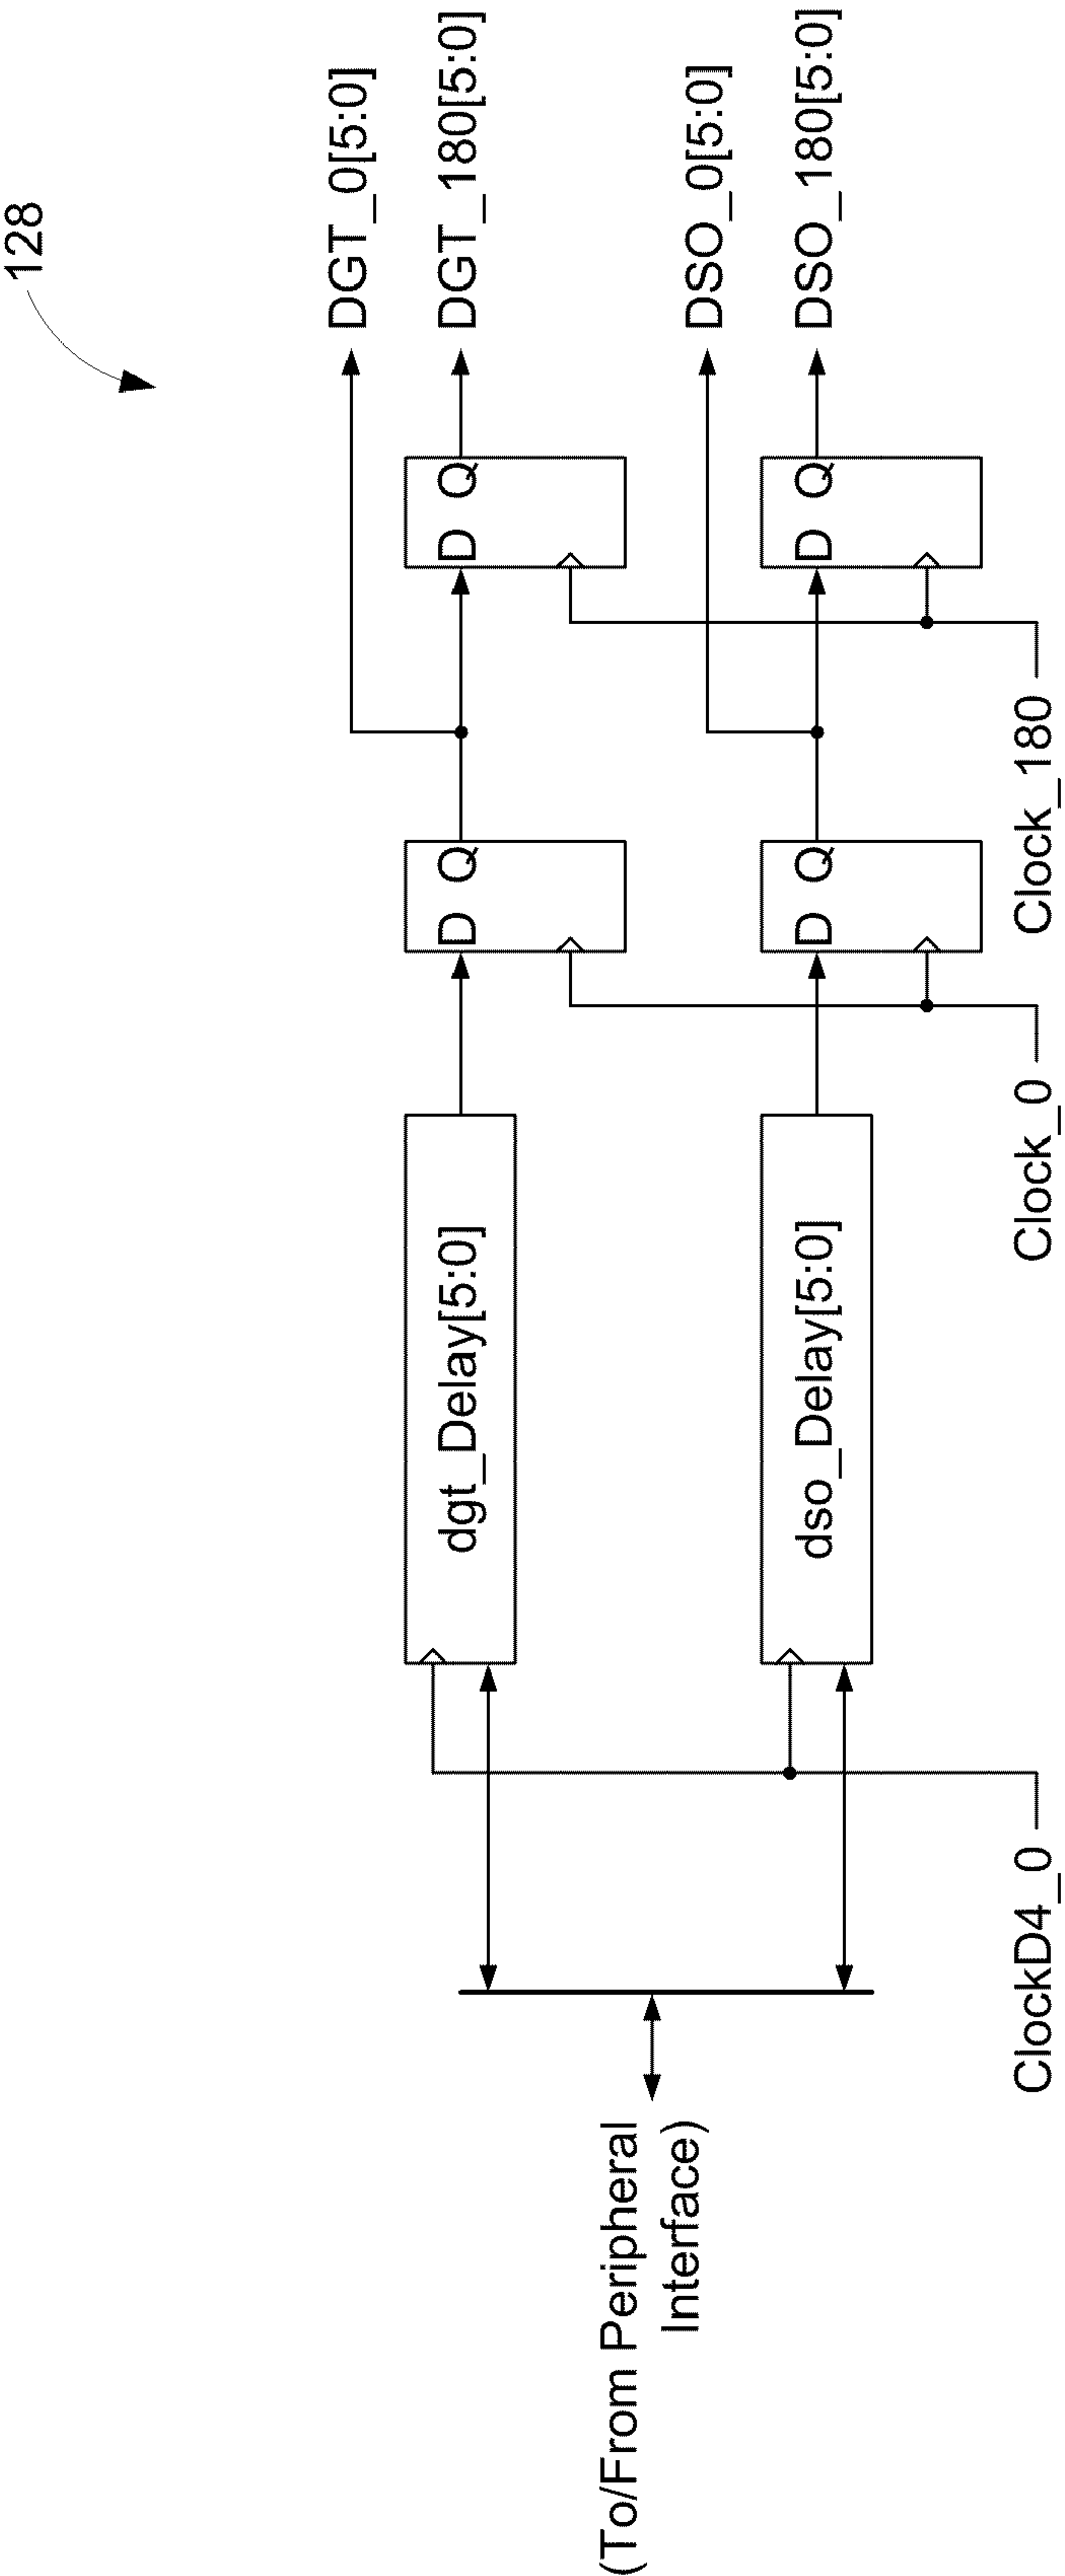 128
DGT_0[5:0]
DGT_180[5:0]
D Q
D Q
dgt_Delay[5:0]
DSO_0[5:0]
DSO_180[5:0]
D Q
D Q
dso_Delay[5:0]
(To/From Peripheral
Interface)
ClockD4_0
Clock_0
Clock_180